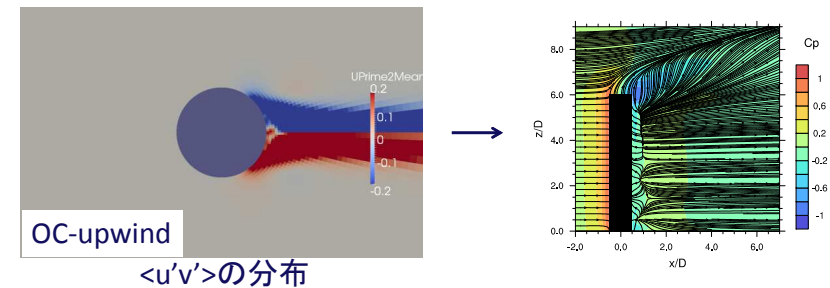 UPrime2Mean
0.2
0.1
0
-0.1
-0.2
OC-upwind
<u'v'>の分布
8.0
6.0
4.0
2.0
0.0
z/D
-2.0 0.0 2.0 4.0 6.0
x/D
Cp
1
0.6
0.2
-0.2
-0.6
-1